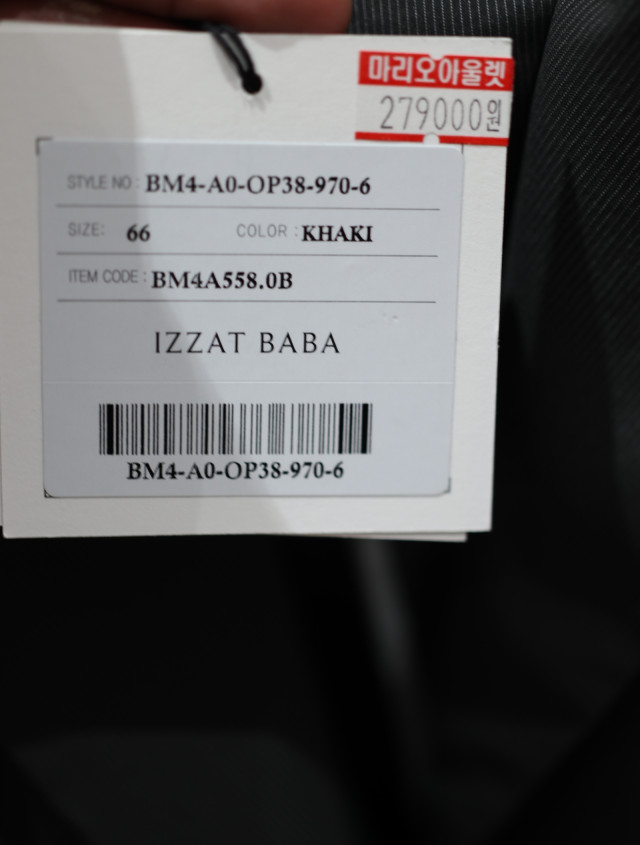 마리오아울렛
279000원
STYLE NO : BM4-A0-OP38-970-6
SIZE: 66 COLOR : KHAKI
ITEM CODE : BM4A558.0B
IZZAT BABA
BM4-A0-OP38-970-6